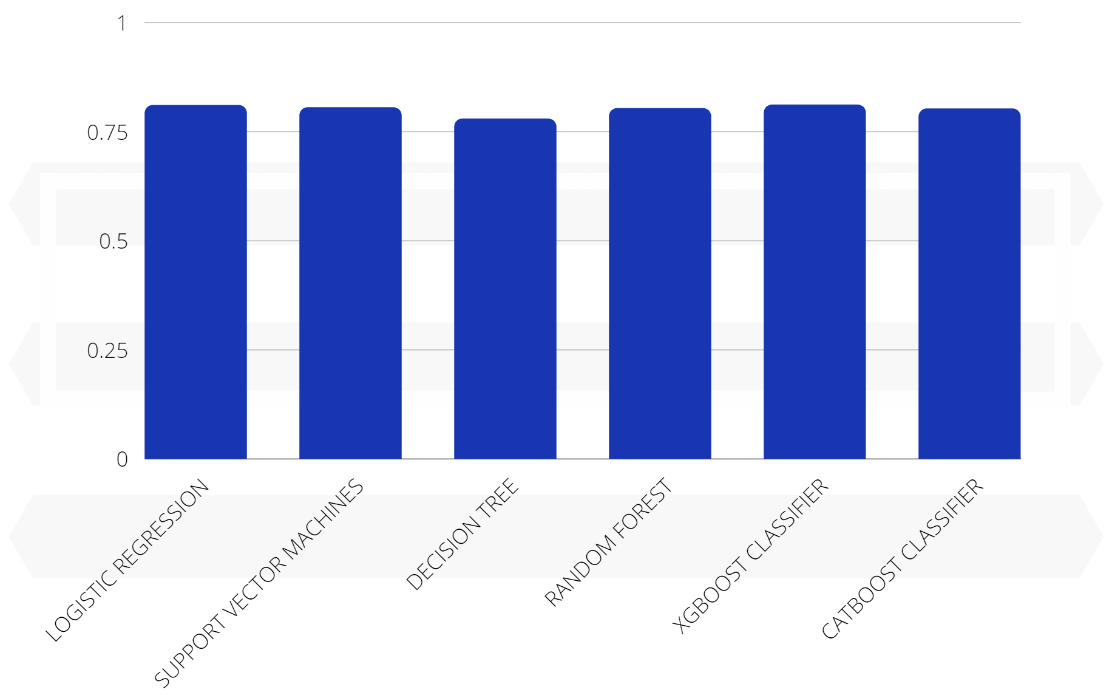 1
0.75
0.5
0.25
0
LOGISTIC REGRESSION
SUPPORT VECTOR MACHINES
DECISION TREE
RANDOM FOREST
XGBOOST CLASSIFIER
CATBOOST CLASSIFIER